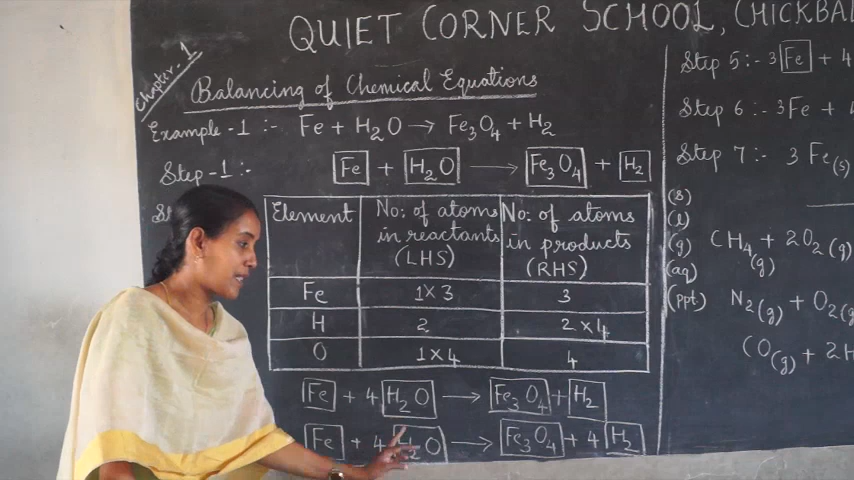 QUIET CORNER SCHOOL, CHICKBAL
Chapter-1
Balancing of Chemical Equations
Example-1 :- Fe + H₂O → Fe₃O₄ + H₂
Step-1 :- Fe + H₂O → Fe₃O₄ + H₂
Element No: of atoms in reactants (LHS) No: of atoms in products (RHS)
Fe 1×3 3
H 2 2×4
O 1×4 4
Fe + 4 H₂O → Fe₃O₄ + H₂
Fe + 4 H₂O → Fe₃O₄ + 4 H₂
Step 5:- 3 Fe + 4
Step 6:- 3Fe +
Step 7:- 3 Fe(s)
(s)
(l)
(g) CH₄(g) + 2O₂(g)
(aq)
(ppt) N₂(g) + O₂(g)
CO(g) + 2H